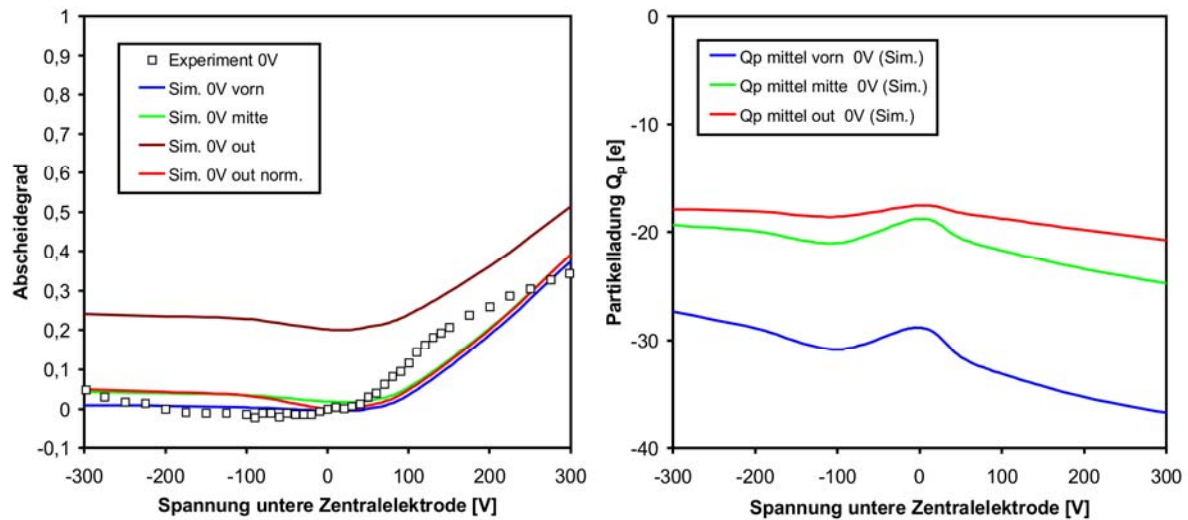 1
0,9
0,8
0,7
0,6
0,5
0,4
0,3
0,2
0,1
0
-0,1
Abscheidegrad
Experiment 0V
Sim. 0V vorn
Sim. 0V mitte
Sim. 0V out
Sim. 0V out norm.
-300 -200 -100 0 100 200 300
Spannung untere Zentralelektrode [V]
0
-10
-20
-30
-40
Partikelladung Qp [e]
Qp mittel vorn 0V (Sim.)
Qp mittel mitte 0V (Sim.)
Qp mittel out 0V (Sim.)
-300 -200 -100 0 100 200 300
Spannung untere Zentralelektrode [V]